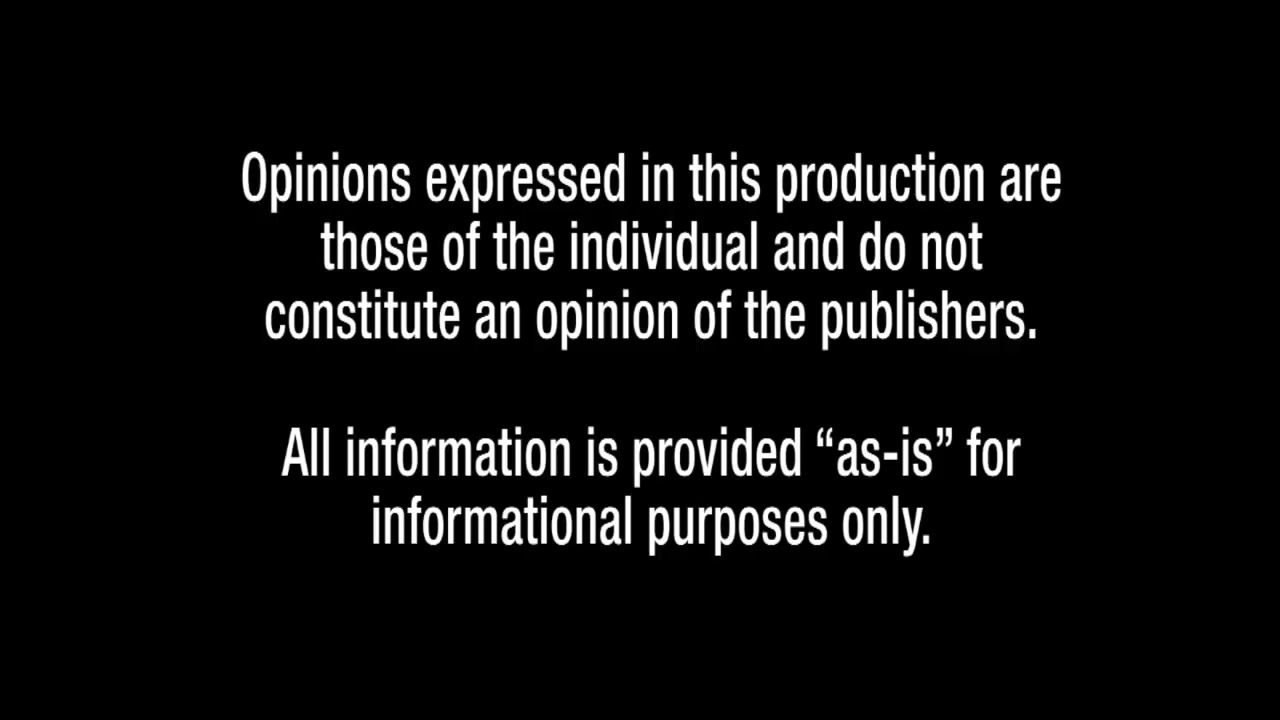 Opinions expressed in this production are
those of the individual and do not
constitute an opinion of the publishers.
All information is provided “as-is” for
informational purposes only.